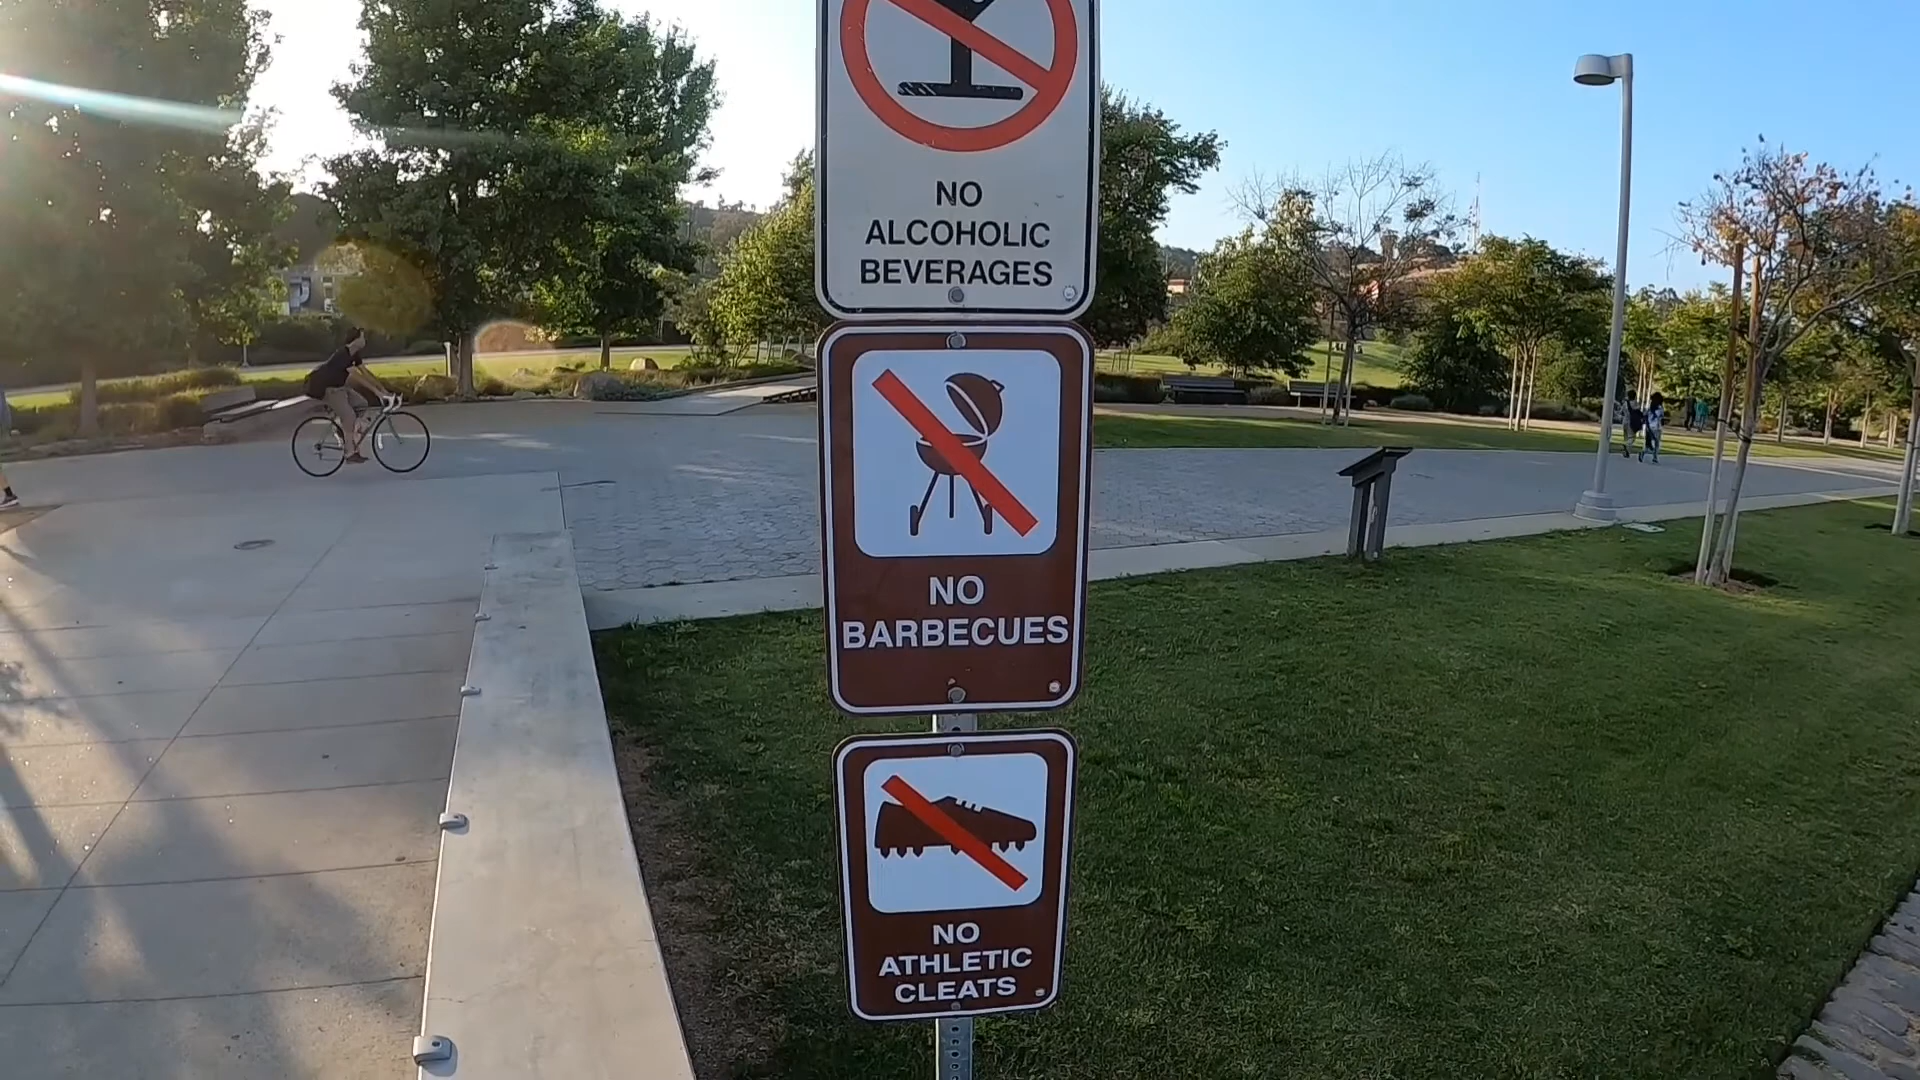 NO
ALCOHOLIC
BEVERAGES
NO
BARBECUES
NO
ATHLETIC
CLEATS